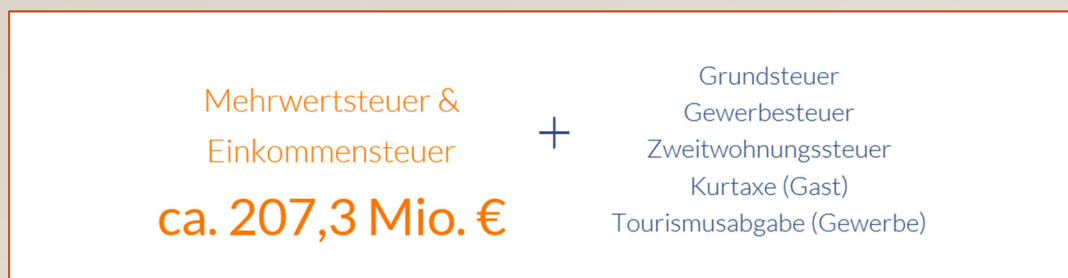 Mehrwertsteuer &
Einkommensteuer
ca. 207,3 Mio. €
+
Grundsteuer
Gewerbesteuer
Zweitwohnungssteuer
Kurtaxe (Gast)
Tourismusabgabe (Gewerbe)